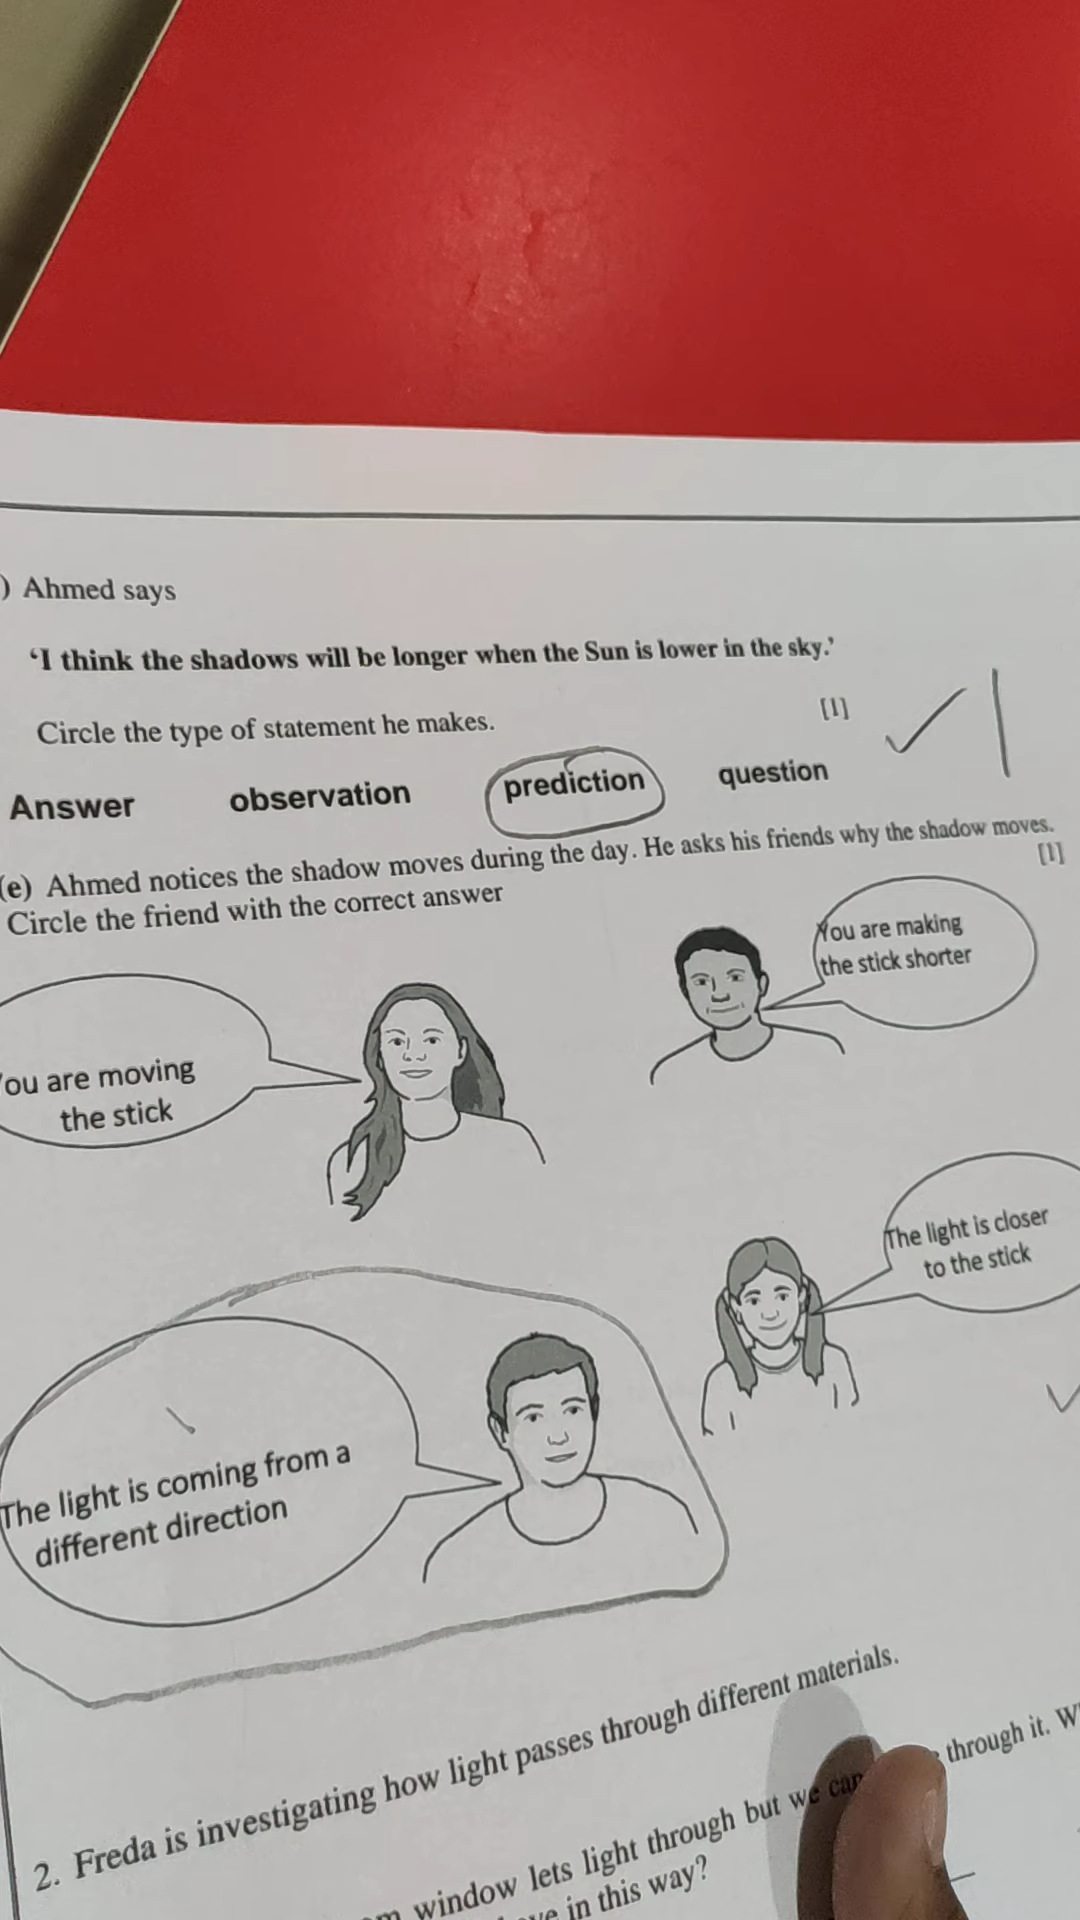 ) Ahmed says
‘I think the shadows will be longer when the Sun is lower in the sky.’
Circle the type of statement he makes.
[1]
Answer observation prediction question
(e) Ahmed notices the shadow moves during the day. He asks his friends why the shadow moves.
[1]
Circle the friend with the correct answer
You are making
the stick shorter
ou are moving
the stick
The light is closer
to the stick
The light is coming from a
different direction
2. Freda is investigating how light passes through different materials.
window lets light through but we can through it.
in this way?